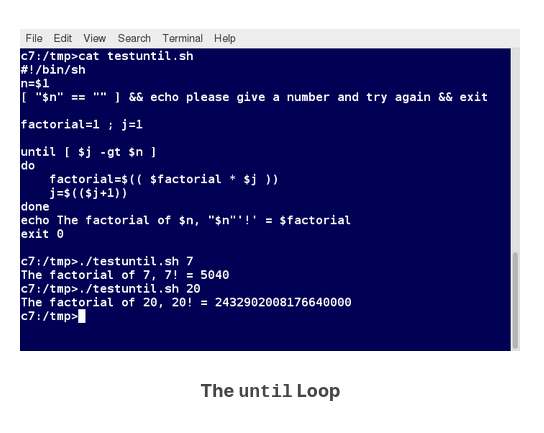 File Edit View Search Terminal Help
c7:/tmp>cat testuntil.sh
#!/bin/sh
n=$1
[ "$n" == "" ] && echo please give a number and try again && exit
factorial=1 ; j=1
until [ $j -gt $n ]
do
    factorial=$(( $factorial * $j ))
    j=$(($j+1))
done
echo The factorial of $n, "$n"'!' = $factorial
exit 0
c7:/tmp>./testuntil.sh 7
The factorial of 7, 7! = 5040
c7:/tmp>./testuntil.sh 20
The factorial of 20, 20! = 2432902008176640000
c7:/tmp>
The until Loop